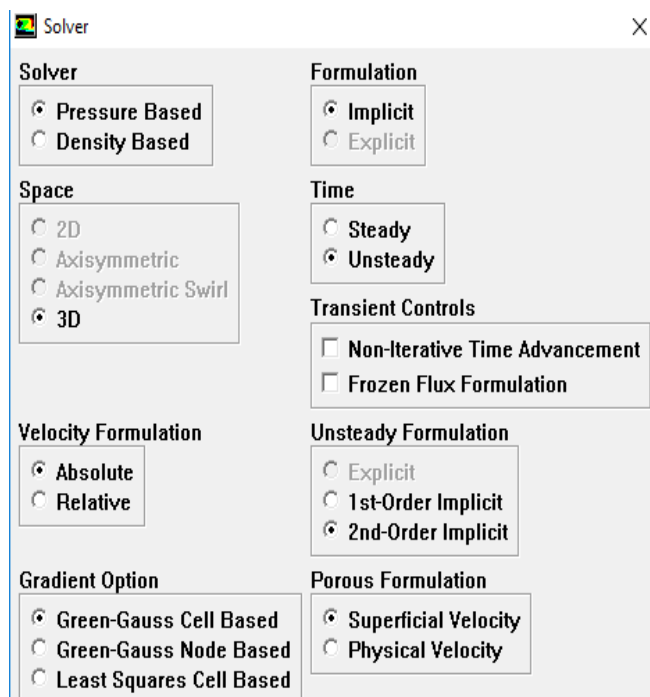 Solver
Solver
Pressure Based
Density Based
Formulation
Implicit
Explicit
Space
2D
Axisymmetric
Axisymmetric Swirl
3D
Time
Steady
Unsteady
Transient Controls
Non-Iterative Time Advancement
Frozen Flux Formulation
Velocity Formulation
Absolute
Relative
Unsteady Formulation
Explicit
1st-Order Implicit
2nd-Order Implicit
Gradient Option
Green-Gauss Cell Based
Green-Gauss Node Based
Least Squares Cell Based
Porous Formulation
Superficial Velocity
Physical Velocity